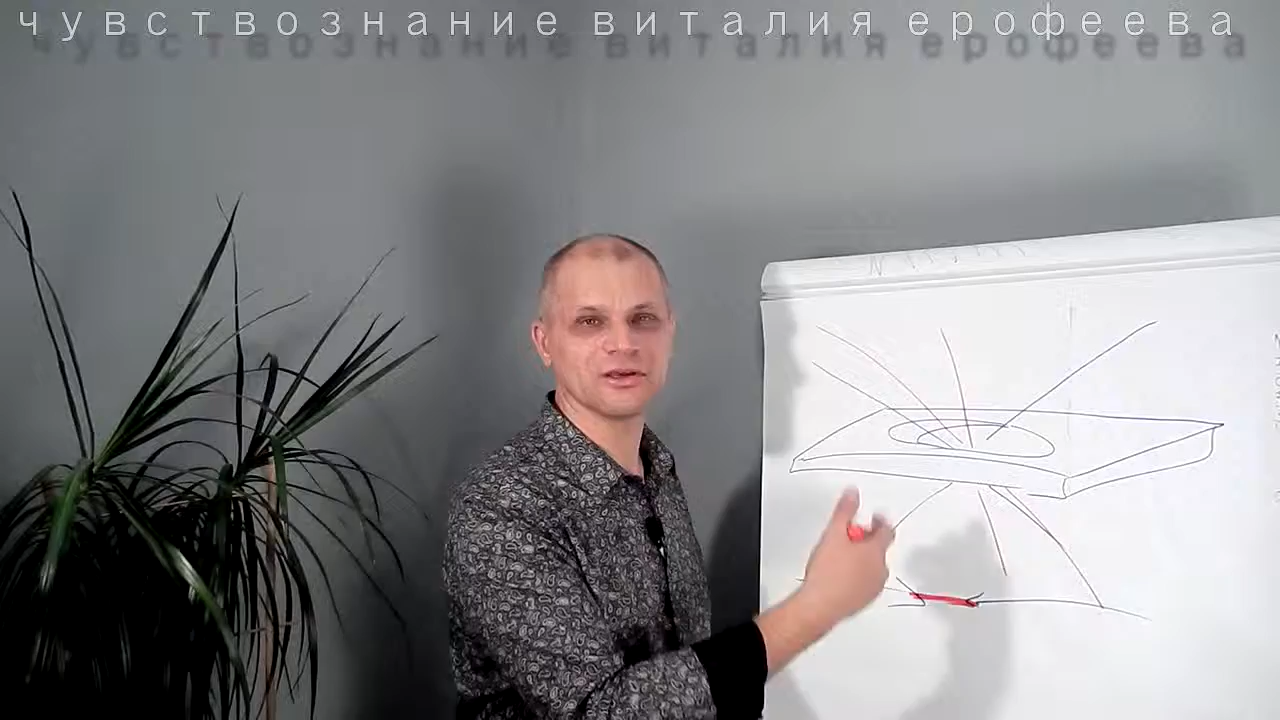 чувствознание виталия ерофеева